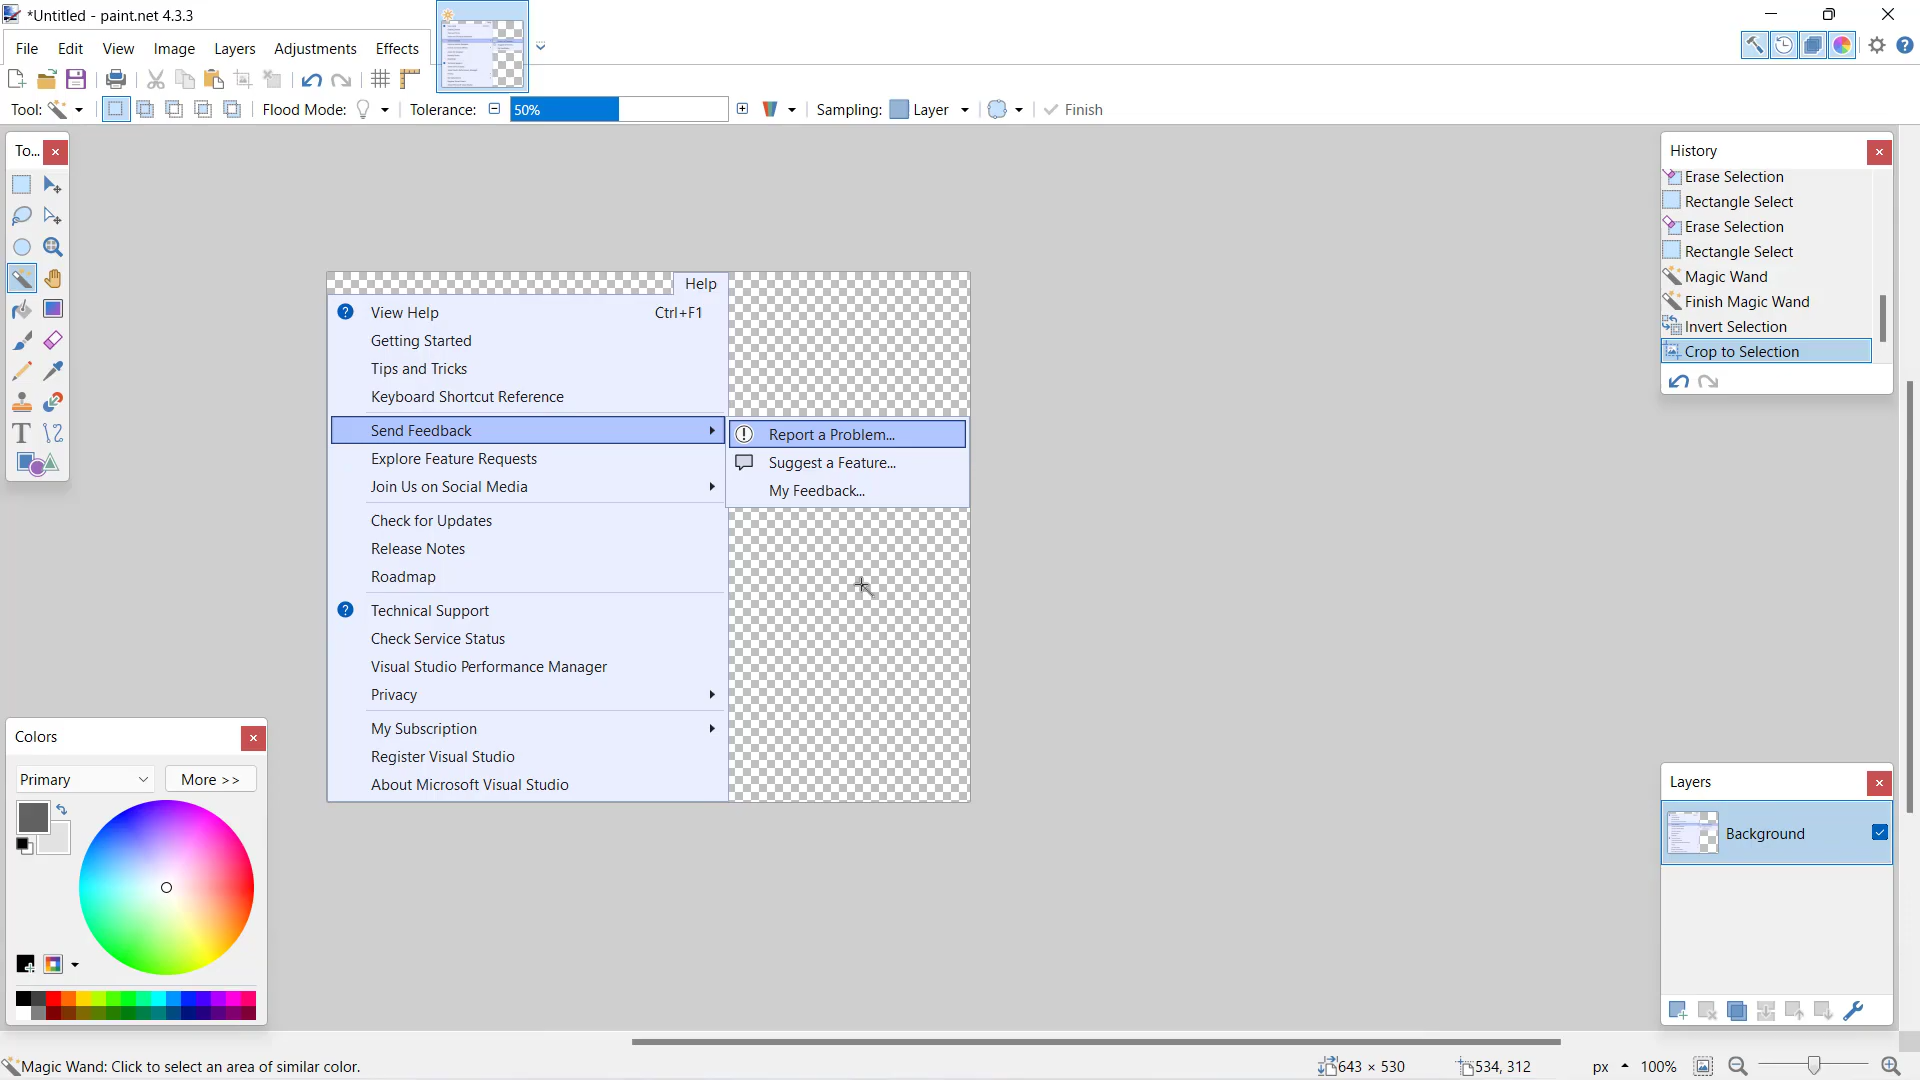 *Untitled - paint.net 4.3.3
File Edit View Image Layers Adjustments Effects
Tool: Flood Mode: Tolerance: 50% Sampling: Layer Finish
To...
History
Erase Selection
Rectangle Select
Erase Selection
Rectangle Select
Magic Wand
Finish Magic Wand
Invert Selection
Crop to Selection
Help
View Help Ctrl+F1
Getting Started
Tips and Tricks
Keyboard Shortcut Reference
Send Feedback
Report a Problem...
Suggest a Feature...
My Feedback...
Explore Feature Requests
Join Us on Social Media
Check for Updates
Release Notes
Roadmap
Technical Support
Check Service Status
Visual Studio Performance Manager
Privacy
My Subscription
Register Visual Studio
About Microsoft Visual Studio
Colors
Primary More >>
Layers
Background
Magic Wand: Click to select an area of similar color.
643 × 530 534, 312 px 100%